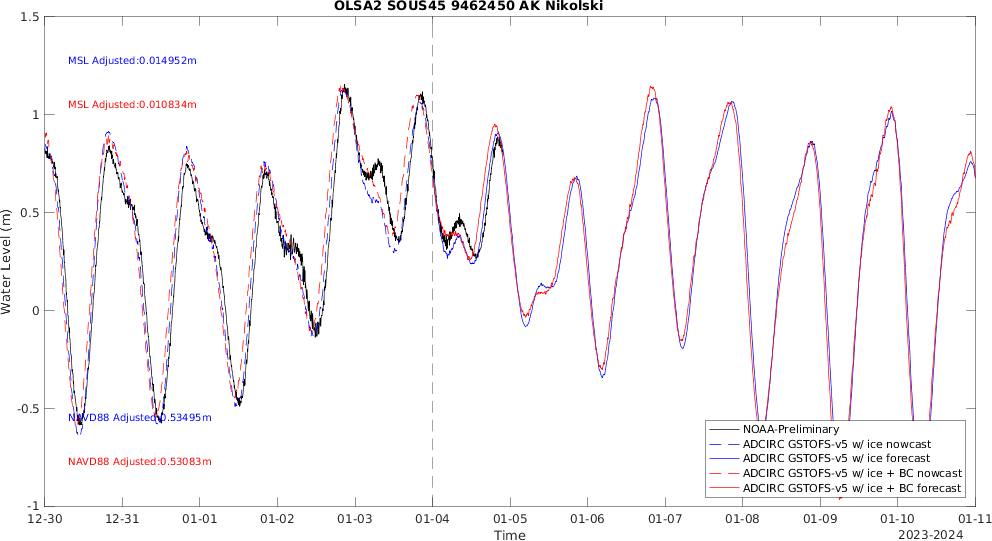 OLSA2 SOUS45 9462450 AK Nikolski
1.5
MSL Adjusted:0.014952m
MSL Adjusted:0.010834m
1
0.5
Water Level (m)
0
-0.5
NAVD88 Adjusted:0.53495m
NAVD88 Adjusted:0.53083m
-1
NOAA-Preliminary
ADCIRC GSTOFS-v5 w/ ice nowcast
ADCIRC GSTOFS-v5 w/ ice forecast
ADCIRC GSTOFS-v5 w/ ice + BC nowcast
ADCIRC GSTOFS-v5 w/ ice + BC forecast
12-30 12-31 01-01 01-02 01-03 01-04 01-05 01-06 01-07 01-08 01-09 01-10 01-11
Time
2023-2024